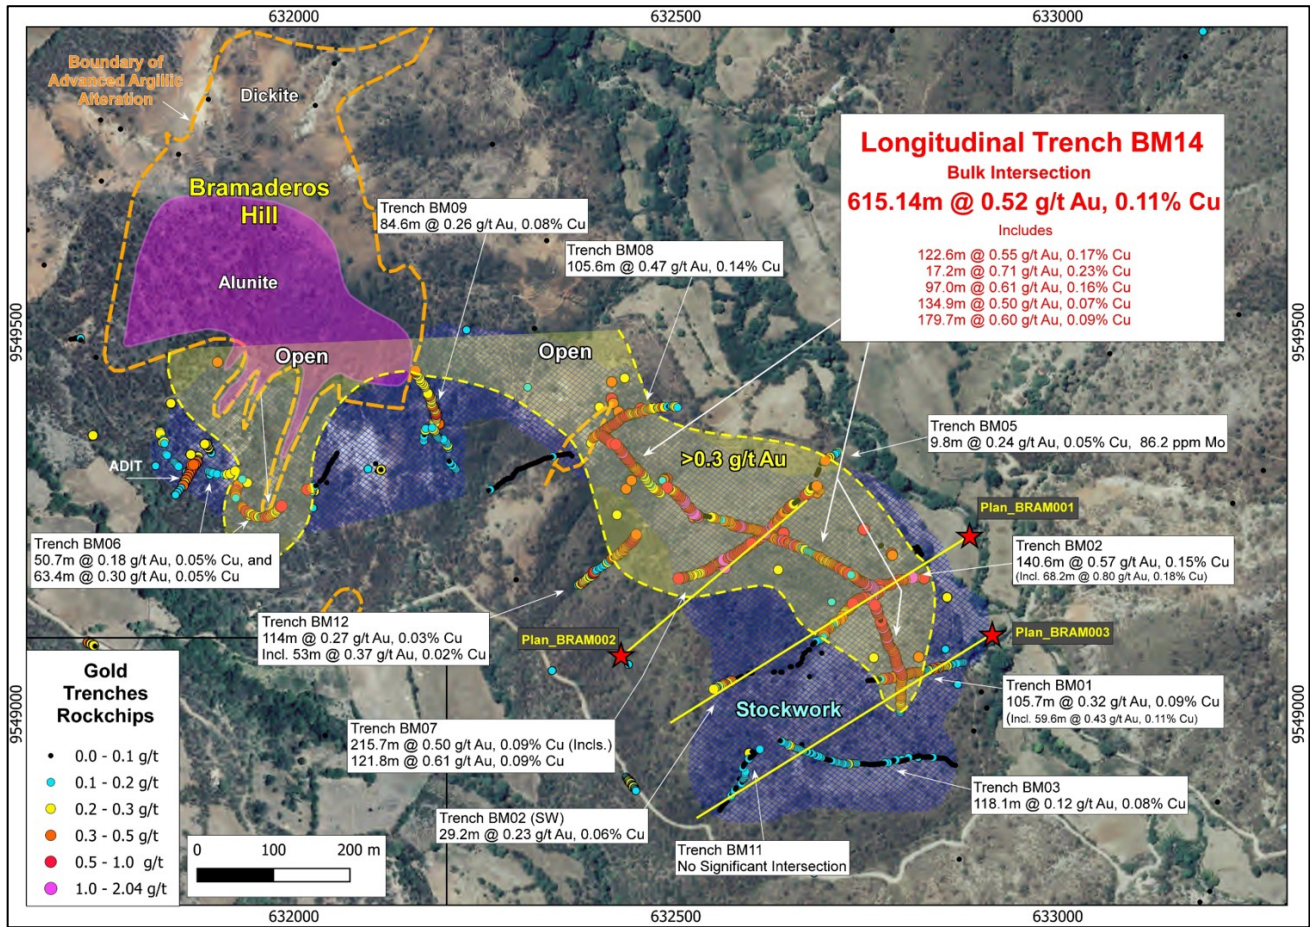 632000
632500
633000
Boundary of
Advanced Argillic
Alteration
Dickite
Bramaderos
Hill
Alunite
Open
Open
Trench BM09
84.6m @ 0.26 g/t Au, 0.08% Cu
Trench BM08
105.6m @ 0.47 g/t Au, 0.14% Cu
Longitudinal Trench BM14
Bulk Intersection
615.14m @ 0.52 g/t Au, 0.11% Cu
Includes
122.6m @ 0.55 g/t Au, 0.17% Cu
17.2m @ 0.71 g/t Au, 0.23% Cu
97.0m @ 0.61 g/t Au, 0.16% Cu
134.9m @ 0.50 g/t Au, 0.07% Cu
179.7m @ 0.60 g/t Au, 0.09% Cu
9549500
9549500
Trench BM05
9.8m @ 0.24 g/t Au, 0.05% Cu, 86.2 ppm Mo
>0.3 g/t Au
ADIT
Plan_BRAM001
Trench BM06
50.7m @ 0.18 g/t Au, 0.05% Cu, and
63.4m @ 0.30 g/t Au, 0.05% Cu
Trench BM02
140.6m @ 0.57 g/t Au, 0.15% Cu
(Incl. 68.2m @ 0.80 g/t Au, 0.18% Cu)
Trench BM12
114m @ 0.27 g/t Au, 0.03% Cu
Incl. 53m @ 0.37 g/t Au, 0.02% Cu
Plan_BRAM002
Plan_BRAM003
Trench BM01
105.7m @ 0.32 g/t Au, 0.09% Cu
(Incl. 59.6m @ 0.43 g/t Au, 0.11% Cu)
Stockwork
9549000
9549000
Trench BM07
215.7m @ 0.50 g/t Au, 0.09% Cu (Incls.)
121.8m @ 0.61 g/t Au, 0.09% Cu
Trench BM03
118.1m @ 0.12 g/t Au, 0.08% Cu
Trench BM02 (SW)
29.2m @ 0.23 g/t Au, 0.06% Cu
Trench BM11
No Significant Intersection
Gold
Trenches
Rockchips
0.0 - 0.1 g/t
0.1 - 0.2 g/t
0.2 - 0.3 g/t
0.3 - 0.5 g/t
0.5 - 1.0 g/t
1.0 - 2.04 g/t
0 100 200 m
632000
632500
633000